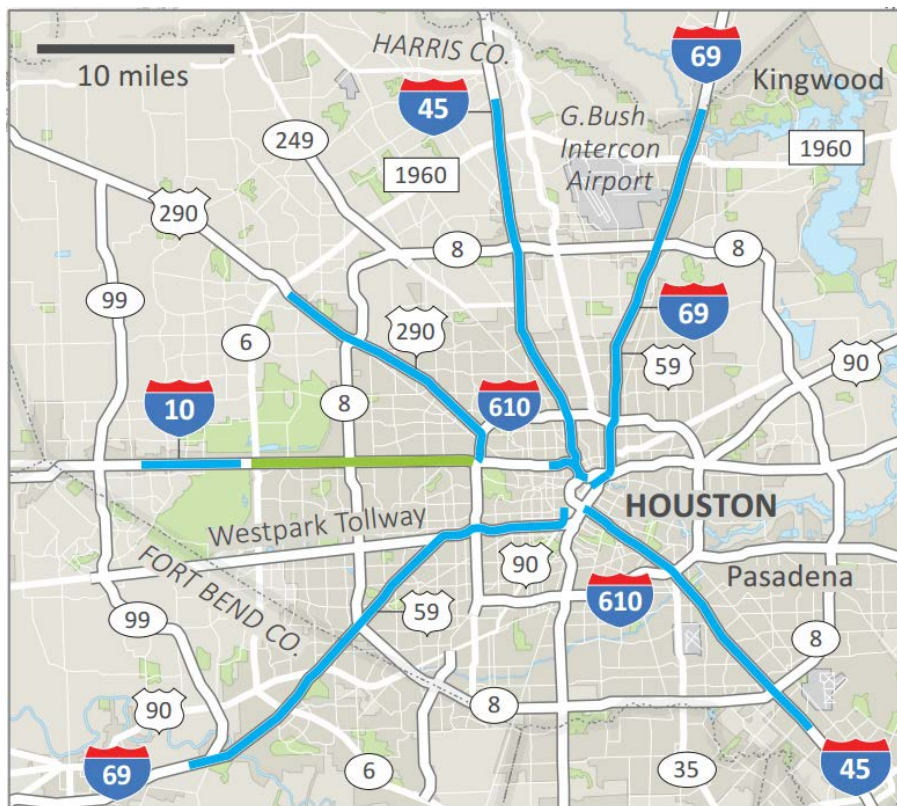 10 miles
HARRIS CO.
45
69
Kingwood
G.Bush
Intercon
Airport
249
1960
1960
290
8
8
99
6
290
69
59
90
10
8
610
HOUSTON
Westpark Tollway
FORT BEND CO.
90
Pasadena
59
610
99
8
90
8
69
6
35
45